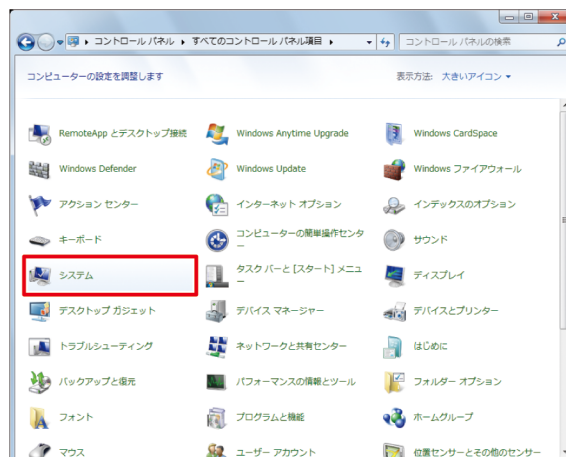 コントロール パネル ▸ すべてのコントロール パネル項目 ▸ コントロール パネルの検索
コンピューターの設定を調整します 表示方法: 大きいアイコン
RemoteApp とデスクトップ接続 Windows Anytime Upgrade Windows CardSpace
Windows Defender Windows Update Windows ファイアウォール
アクション センター インターネット オプション インデックスのオプション
キーボード コンピューターの簡単操作センタ
ー サウンド
システム タスク バーと [スタート] メニュ
ー ディスプレイ
デスクトップ ガジェット デバイス マネージャー デバイスとプリンター
トラブルシューティング ネットワークと共有センター はじめに
バックアップと復元 パフォーマンスの情報とツール フォルダー オプション
フォント プログラムと機能 ホームグループ
マウス ユーザー アカウント 位置センサーとその他のセンサー